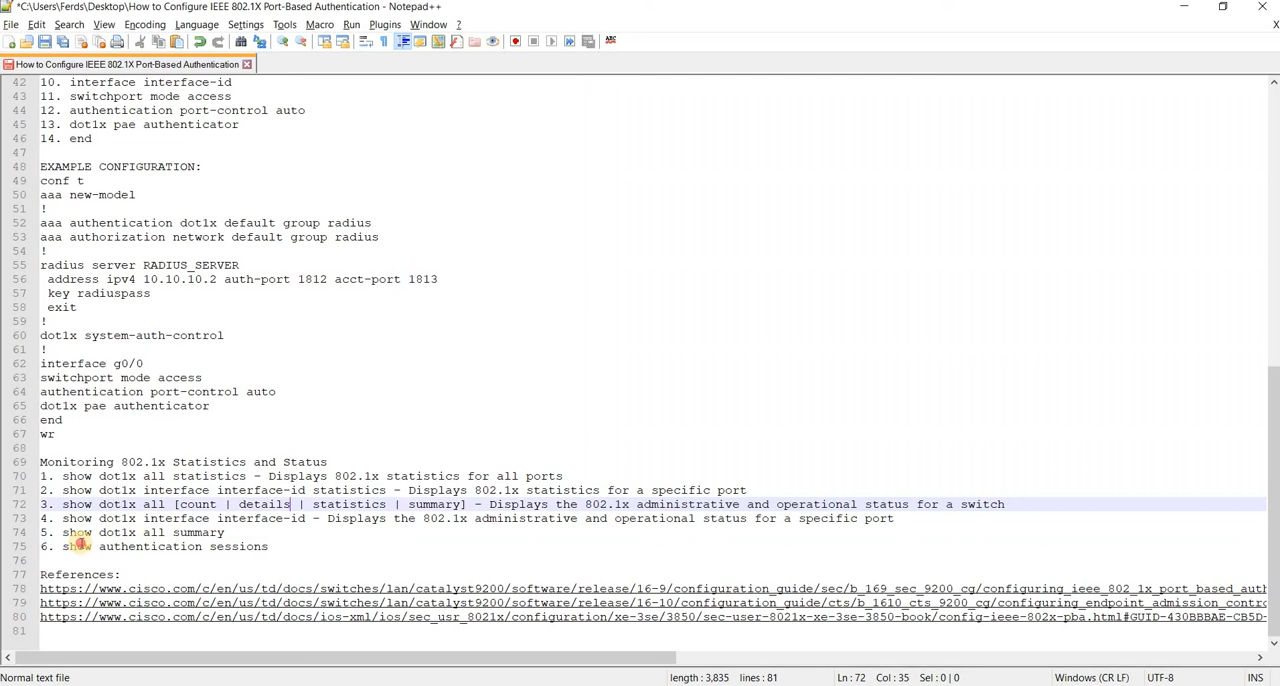 *C:\Users\Ferds\Desktop\How to Configure IEEE 802.1X Port-Based Authentication - Notepad++
File Edit Search View Encoding Language Settings Tools Macro Run Plugins Window ? X
How to Configure IEEE 802.1X Port-Based Authentication
42 10. interface interface-id
43 11. switchport mode access
44 12. authentication port-control auto
45 13. dot1x pae authenticator
46 14. end
47
48 EXAMPLE CONFIGURATION:
49 conf t
50 aaa new-model
51 !
52 aaa authentication dot1x default group radius
53 aaa authorization network default group radius
54 !
55 radius server RADIUS_SERVER
56 address ipv4 10.10.10.2 auth-port 1812 acct-port 1813
57 key radiuspass
58 exit
59 !
60 dot1x system-auth-control
61 !
62 interface g0/0
63 switchport mode access
64 authentication port-control auto
65 dot1x pae authenticator
66 end
67 wr
68
69 Monitoring 802.1x Statistics and Status
70 1. show dot1x all statistics - Displays 802.1x statistics for all ports
71 2. show dot1x interface interface-id statistics - Displays 802.1x statistics for a specific port
72 3. show dot1x all [count | details | statistics | summary] - Displays the 802.1x administrative and operational status for a switch
73 4. show dot1x interface interface-id - Displays the 802.1x administrative and operational status for a specific port
74 5. show dot1x all summary
75 6. show authentication sessions
76
77 References:
78 https://www.cisco.com/c/en/us/td/docs/switches/lan/catalyst9200/software/release/16-9/configuration_guide/sec/b_169_sec_9200_cg/configuring_ieee_802_1x_port_based_auth
79 https://www.cisco.com/c/en/us/td/docs/switches/lan/catalyst9200/software/release/16-10/configuration_guide/cts/b_1610_cts_9200_cg/configuring_endpoint_admission_contro
80 https://www.cisco.com/c/en/us/td/docs/ios-xml/ios/sec_usr_8021x/configuration/xe-3se/3850/sec-user-8021x-xe-3se-3850-book/config-ieee-802x-pba.html#GUID-430BBBAE-CB5D-
81
Normal text file length : 3,835 lines : 81 Ln : 72 Col : 35 Sel : 0 | 0 Windows (CR LF) UTF-8 INS